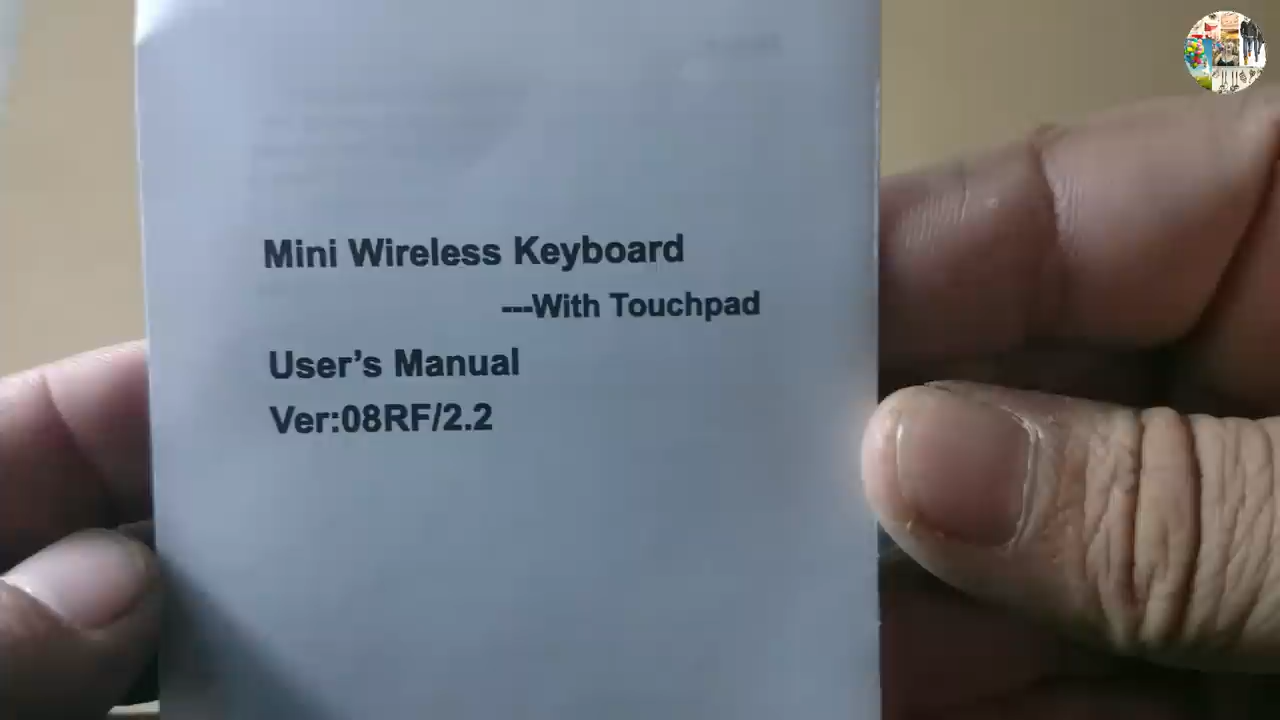 Mini Wireless Keyboard
---With Touchpad
User’s Manual
Ver:08RF/2.2